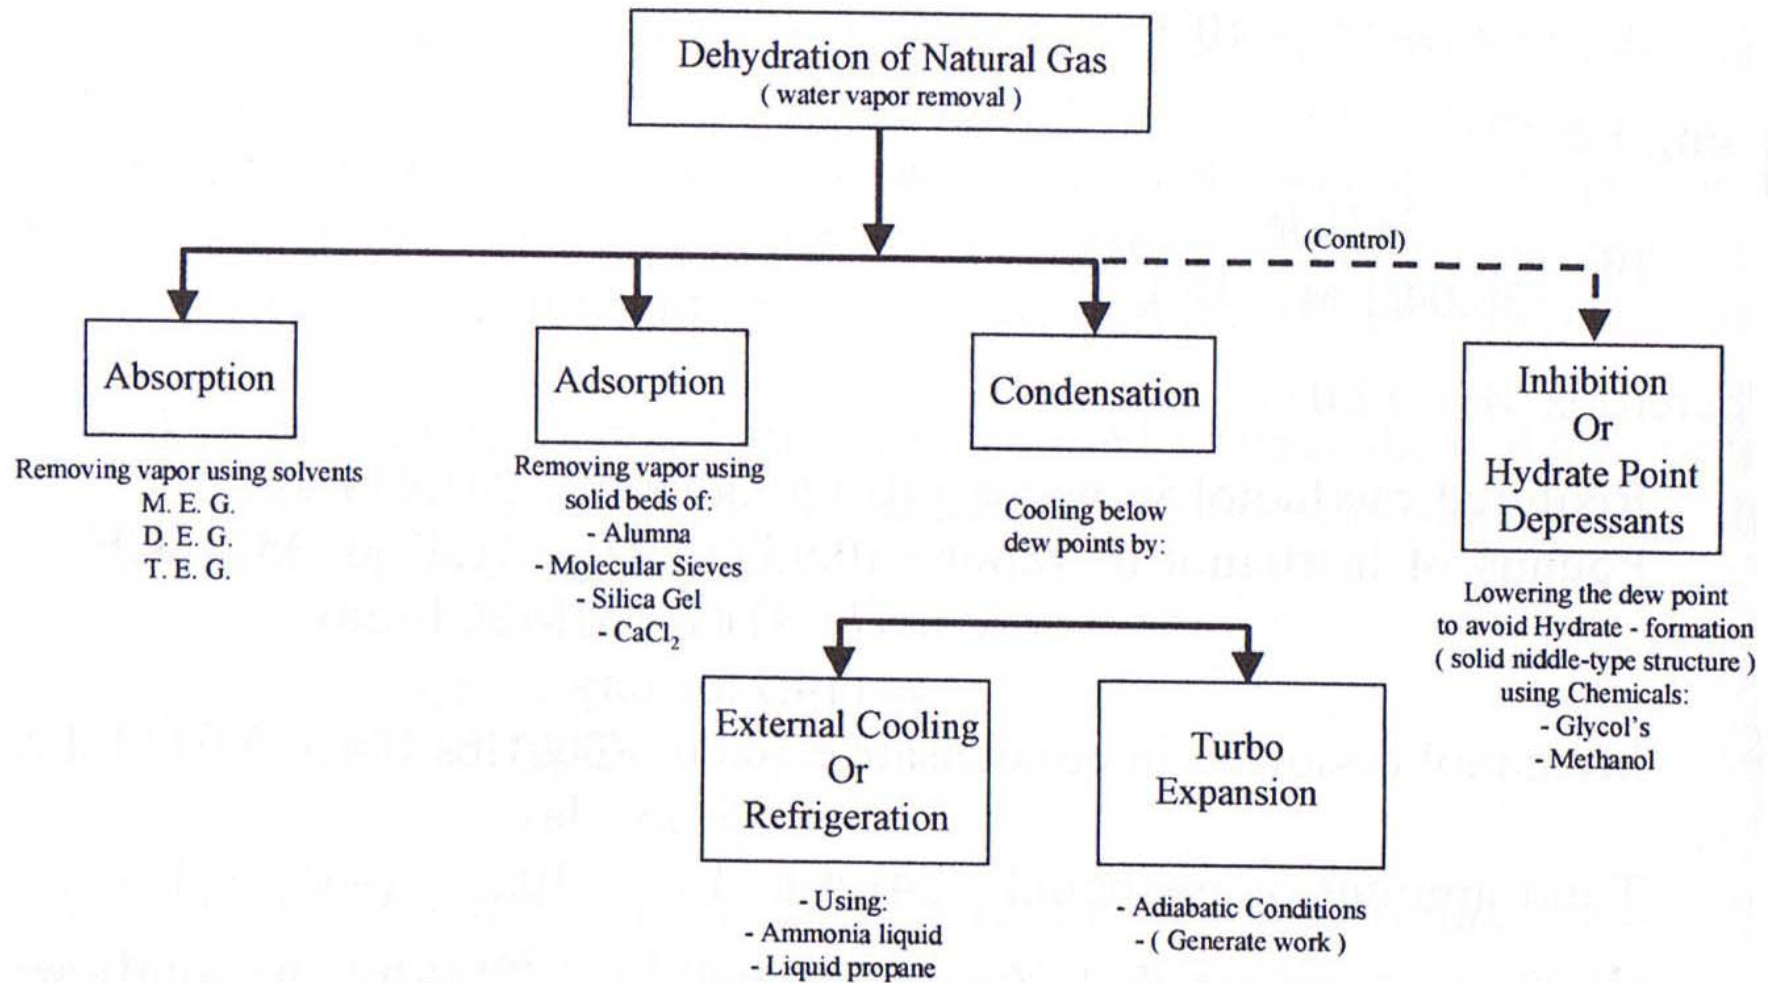 Dehydration of Natural Gas
( water vapor removal )
(Control)
Absorption
Removing vapor using solvents
M. E. G.
D. E. G.
T. E. G.
Adsorption
Removing vapor using
solid beds of:
- Alumna
- Molecular Sieves
- Silica Gel
- CaCl₂
Condensation
Cooling below
dew points by:
External Cooling
Or
Refrigeration
- Using:
- Ammonia liquid
- Liquid propane
Turbo
Expansion
- Adiabatic Conditions
- ( Generate work )
Inhibition
Or
Hydrate Point
Depressants
Lowering the dew point
to avoid Hydrate - formation
( solid niddle-type structure )
using Chemicals:
- Glycol's
- Methanol